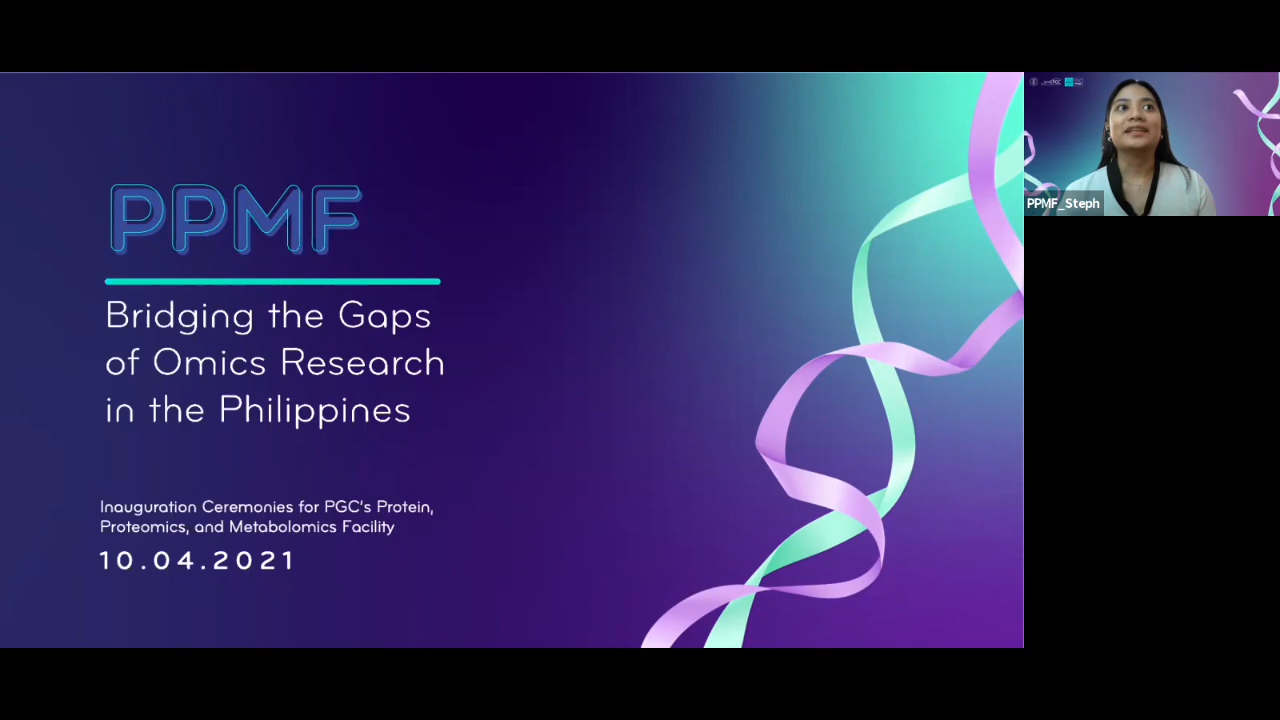 PPMF
Bridging the Gaps
of Omics Research
in the Philippines
Inauguration Ceremonies for PGC's Protein,
Proteomics, and Metabolomics Facility
10.04.2021
PPMF_Steph